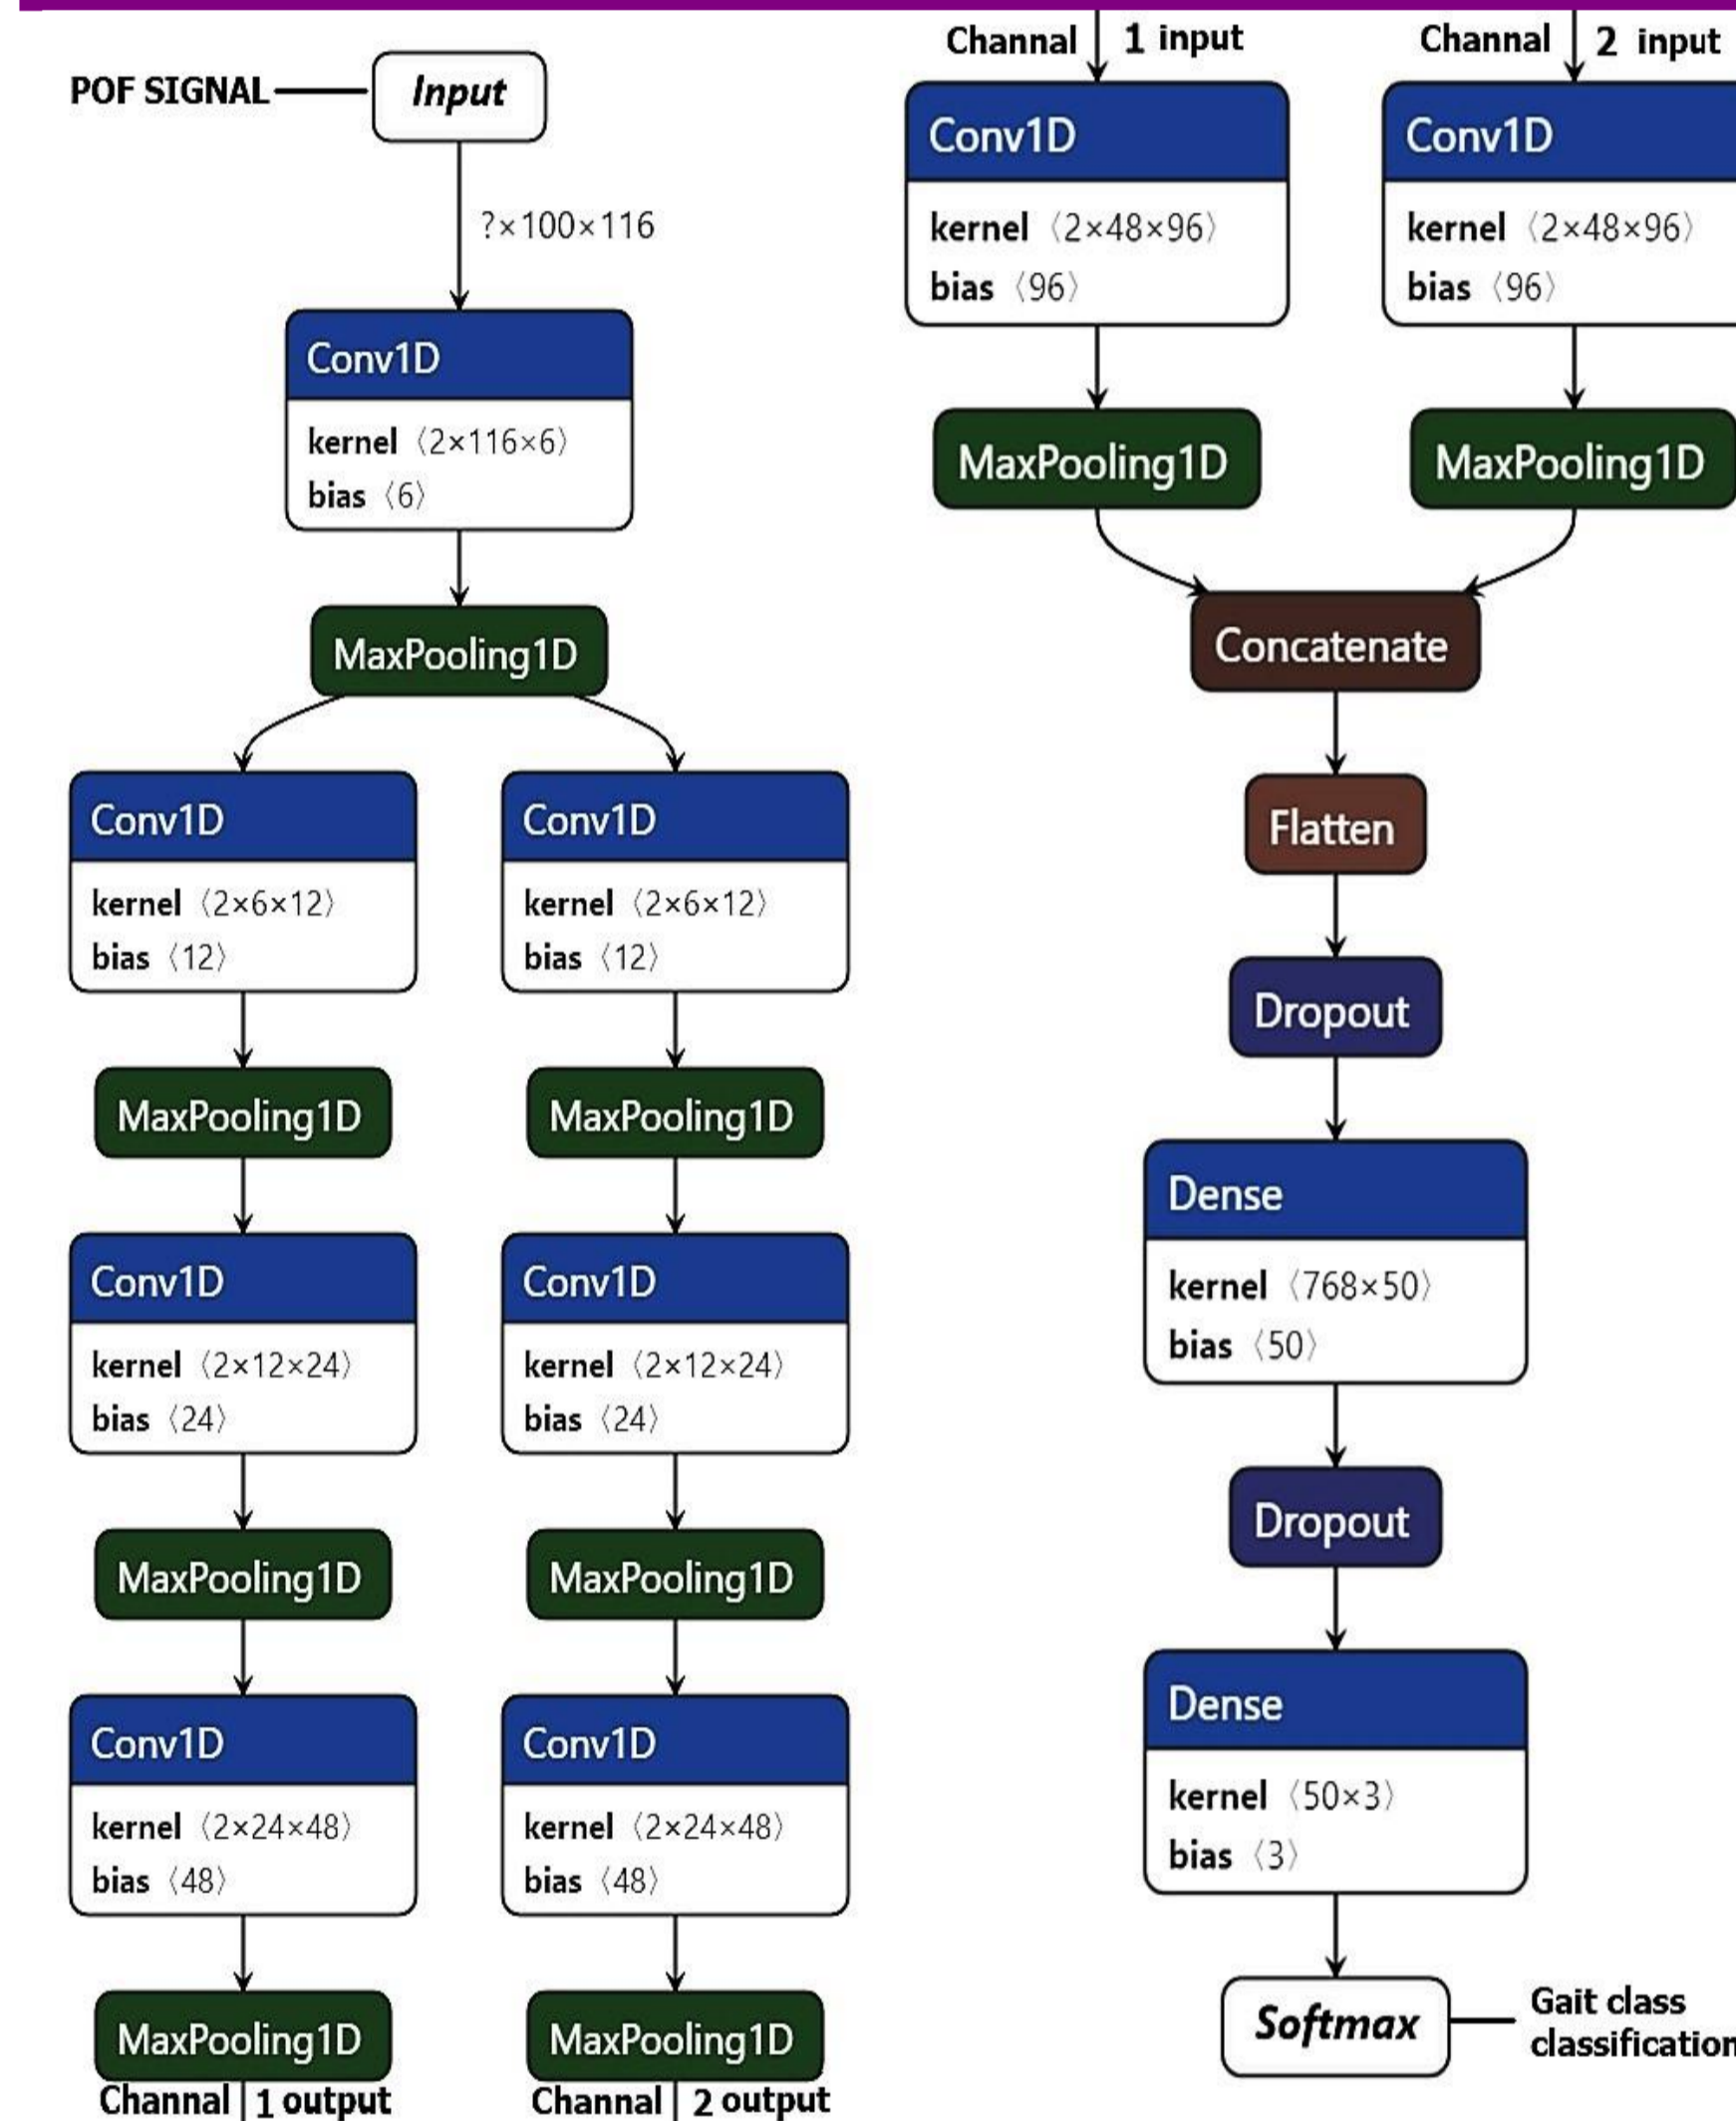 POF SIGNAL
Input
?×100×116
Conv1D
kernel ⟨2×116×6⟩
bias ⟨6⟩
MaxPooling1D
Conv1D
kernel ⟨2×6×12⟩
bias ⟨12⟩
Conv1D
kernel ⟨2×6×12⟩
bias ⟨12⟩
MaxPooling1D
MaxPooling1D
Conv1D
kernel ⟨2×12×24⟩
bias ⟨24⟩
Conv1D
kernel ⟨2×12×24⟩
bias ⟨24⟩
MaxPooling1D
MaxPooling1D
Conv1D
kernel ⟨2×24×48⟩
bias ⟨48⟩
Conv1D
kernel ⟨2×24×48⟩
bias ⟨48⟩
MaxPooling1D
MaxPooling1D
Channal 1 output
Channal 2 output
Channal 1 input
Channal 2 input
Conv1D
kernel ⟨2×48×96⟩
bias ⟨96⟩
Conv1D
kernel ⟨2×48×96⟩
bias ⟨96⟩
MaxPooling1D
MaxPooling1D
Concatenate
Flatten
Dropout
Dense
kernel ⟨768×50⟩
bias ⟨50⟩
Dropout
Dense
kernel ⟨50×3⟩
bias ⟨3⟩
Softmax
Gait class
classification